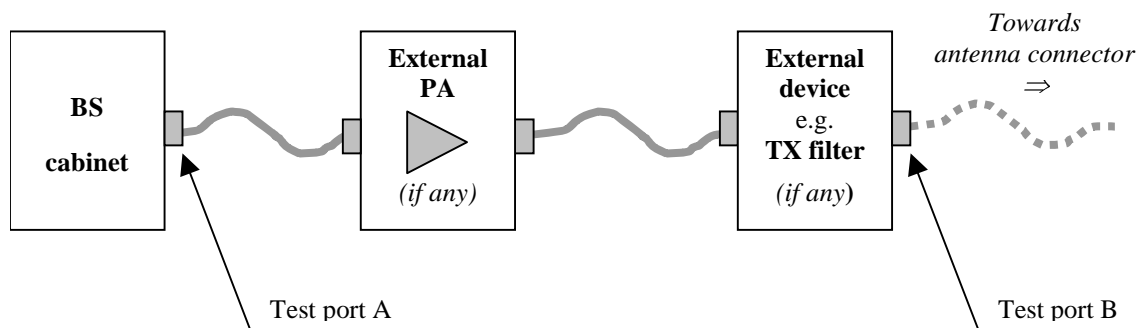 BS
cabinet
External
PA
(if any)
External
device
e.g.
TX filter
(if any)
Towards
antenna connector
⇒
Test port A
Test port B